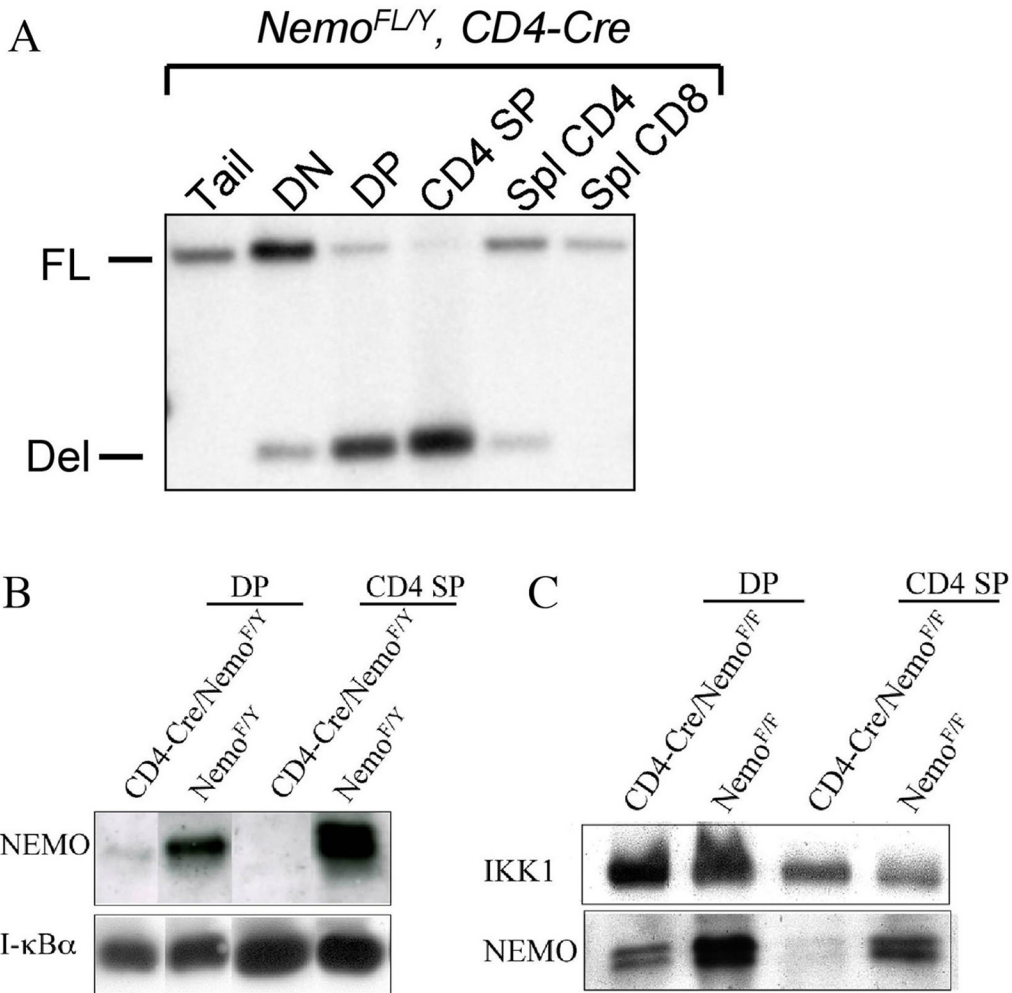 A
Nemo^FL/Y, CD4-Cre
Tail DN DP CD4 SP Spl CD4 Spl CD8
FL
Del
B
DP CD4 SP
CD4-Cre/Nemo^F/Y Nemo^F/Y CD4-Cre/Nemo^F/Y Nemo^F/Y
NEMO
I-κBα
C
DP CD4 SP
CD4-Cre/Nemo^F/F Nemo^F/F CD4-Cre/Nemo^F/F Nemo^F/F
IKK1
NEMO